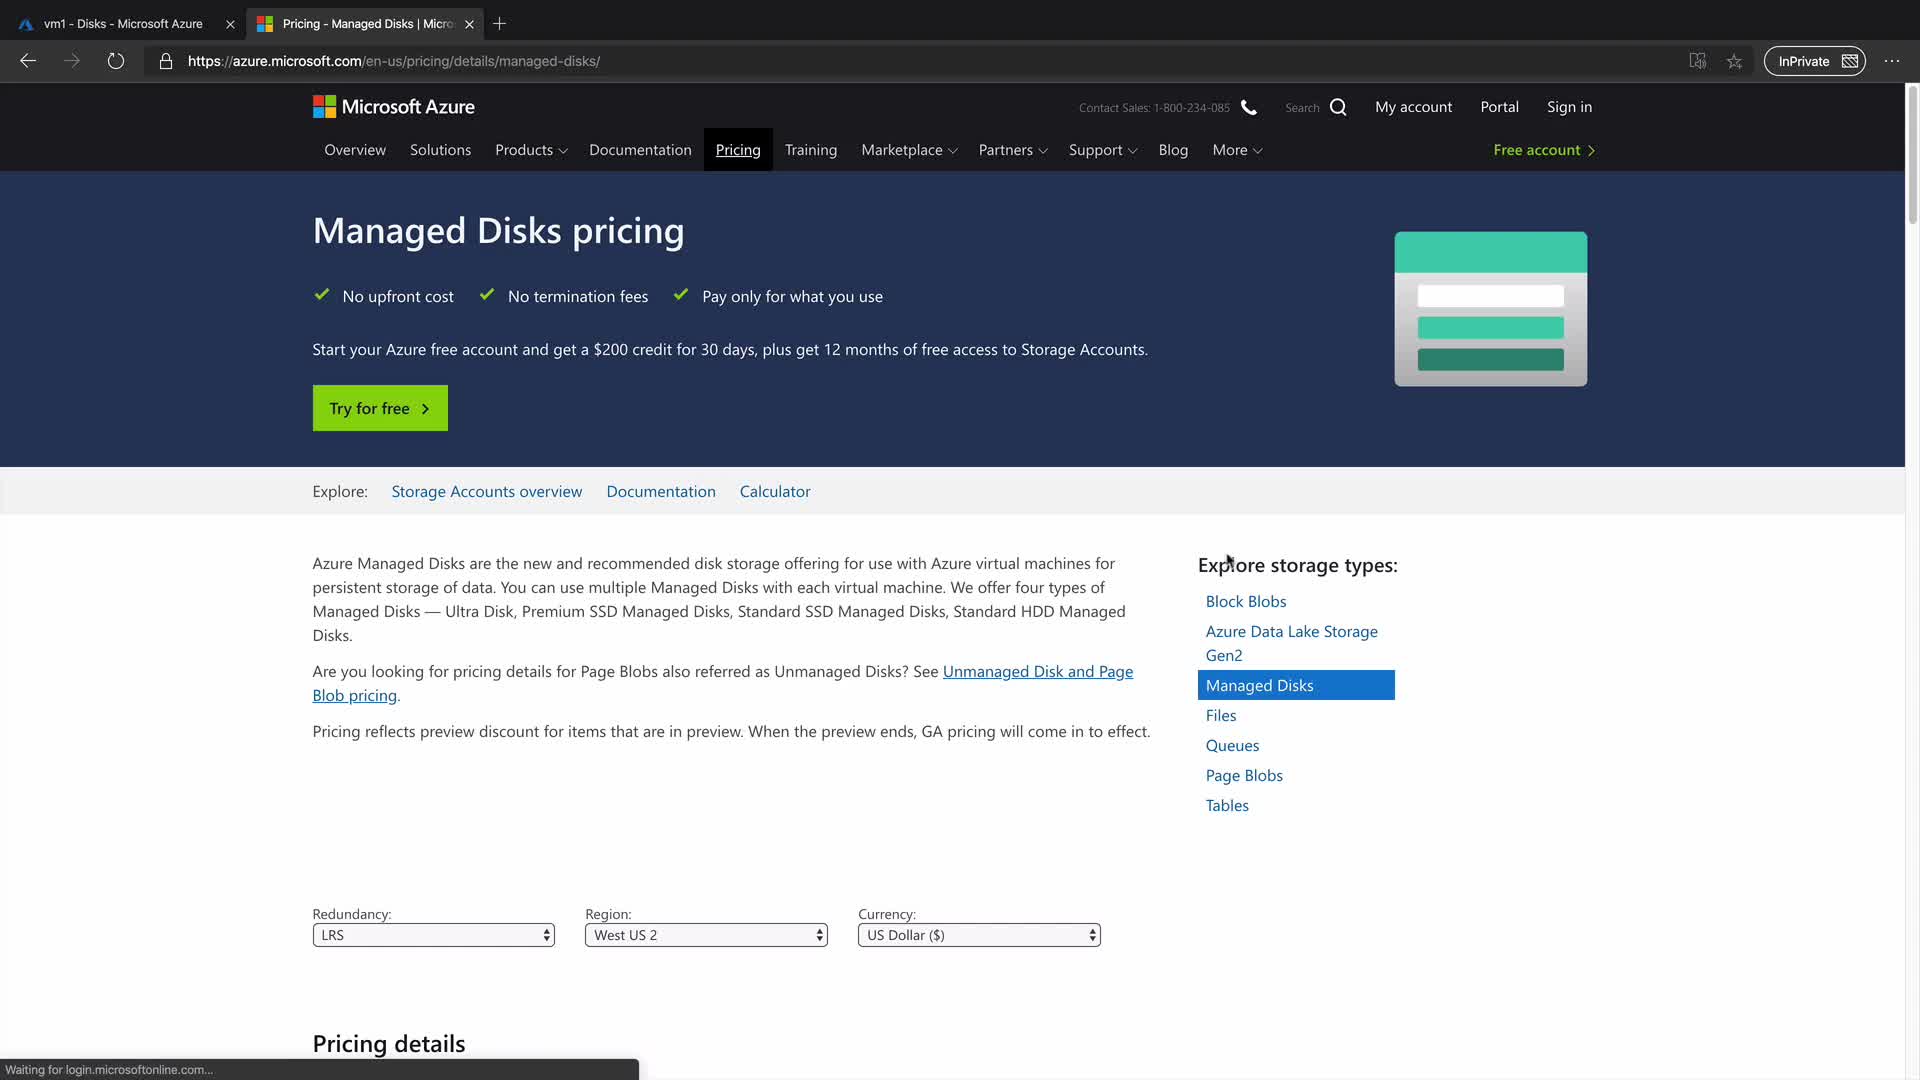 vm1 - Disks - Microsoft Azure
Pricing - Managed Disks | Micro
https://azure.microsoft.com/en-us/pricing/details/managed-disks/
InPrivate
Microsoft Azure
Contact Sales: 1-800-234-085
Search
My account
Portal
Sign in
Overview
Solutions
Products
Documentation
Pricing
Training
Marketplace
Partners
Support
Blog
More
Free account
Managed Disks pricing
No upfront cost
No termination fees
Pay only for what you use
Start your Azure free account and get a $200 credit for 30 days, plus get 12 months of free access to Storage Accounts.
Try for free
Explore:
Storage Accounts overview
Documentation
Calculator
Azure Managed Disks are the new and recommended disk storage offering for use with Azure virtual machines for
persistent storage of data. You can use multiple Managed Disks with each virtual machine. We offer four types of
Managed Disks — Ultra Disk, Premium SSD Managed Disks, Standard SSD Managed Disks, Standard HDD Managed
Disks.
Are you looking for pricing details for Page Blobs also referred as Unmanaged Disks? See Unmanaged Disk and Page
Blob pricing.
Pricing reflects preview discount for items that are in preview. When the preview ends, GA pricing will come in to effect.
Explore storage types:
Block Blobs
Azure Data Lake Storage
Gen2
Managed Disks
Files
Queues
Page Blobs
Tables
Redundancy:
LRS
Region:
West US 2
Currency:
US Dollar ($)
Pricing details
Waiting for login.microsoftonline.com...